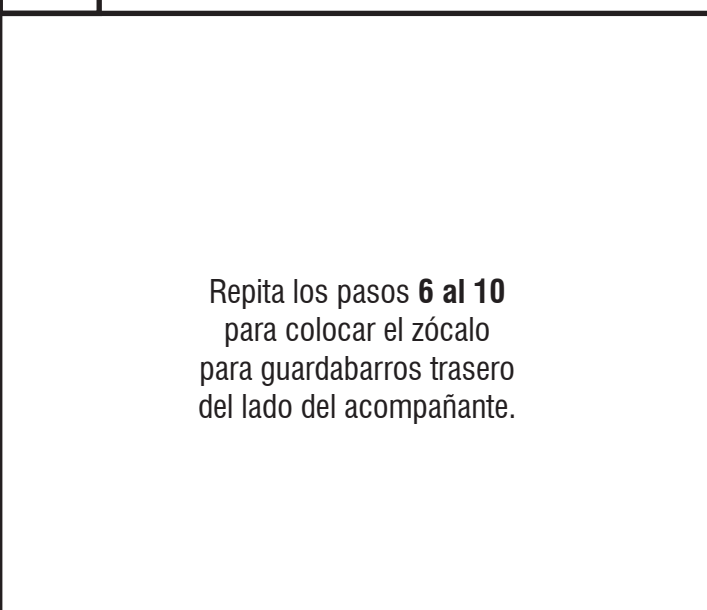 Repita los pasos 6 al 10
para colocar el zócalo
para guardabarros trasero
del lado del acompañante.